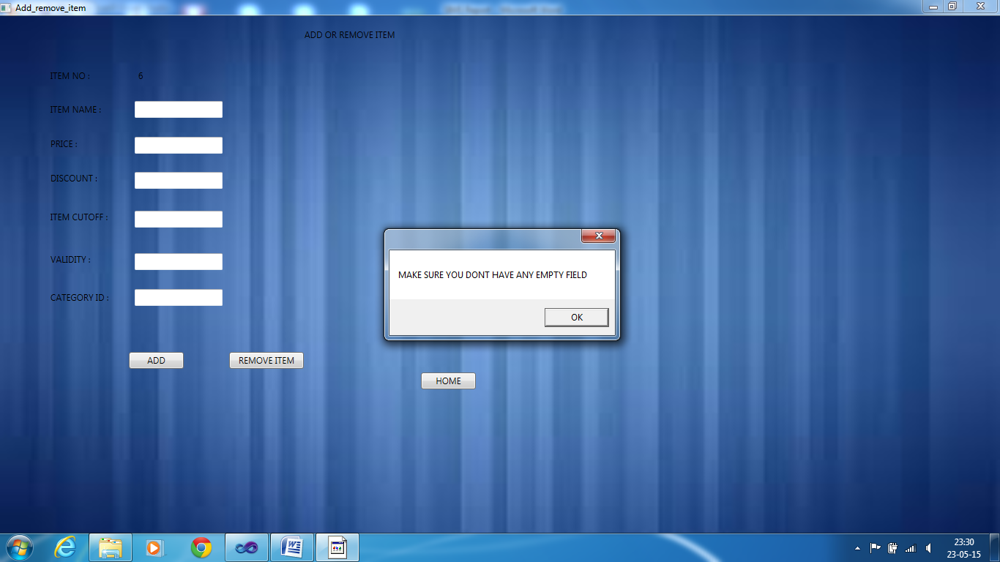 Add_remove_item
ADD OR REMOVE ITEM
ITEM NO : 6
ITEM NAME :
PRICE :
DISCOUNT :
ITEM CUTOFF :
VALIDITY :
CATEGORY ID :
MAKE SURE YOU DONT HAVE ANY EMPTY FIELD
OK
ADD
REMOVE ITEM
HOME
23:30
23-05-15